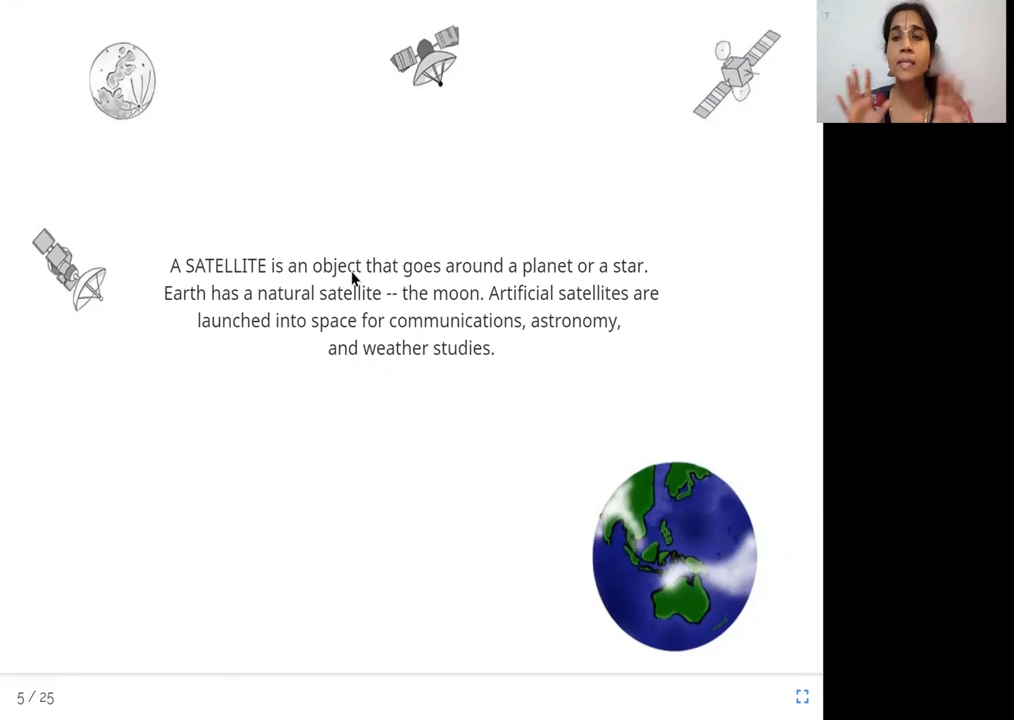 A SATELLITE is an object that goes around a planet or a star.
Earth has a natural satellite -- the moon. Artificial satellites are
launched into space for communications, astronomy,
and weather studies.
5 / 25